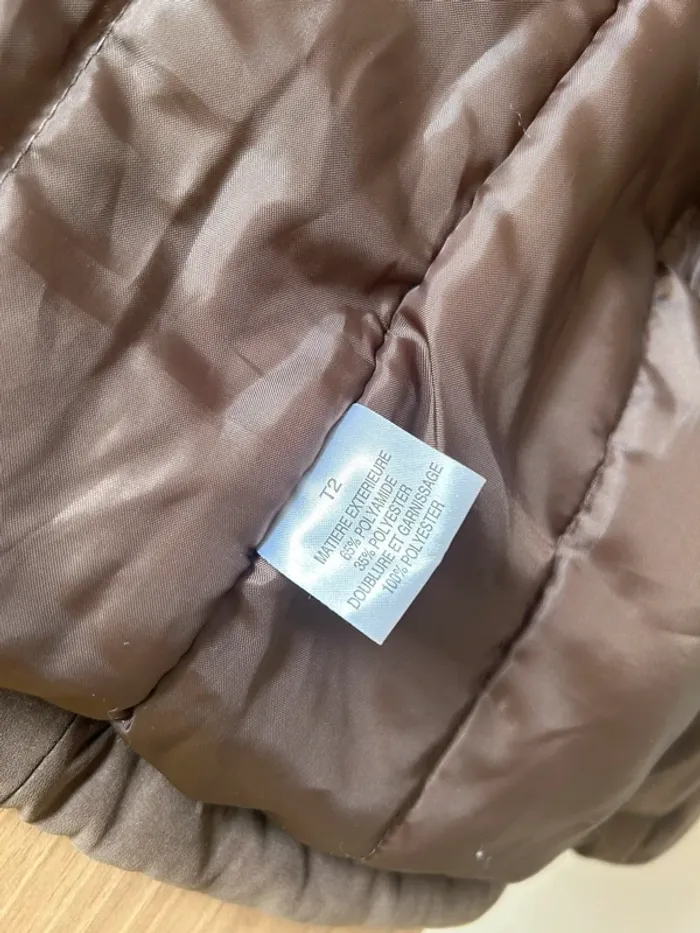 T2
MATIERE EXTERIEURE
65% POLYAMIDE
35% POLYESTER
DOUBLURE ET GARNISSAGE
100% POLYESTER